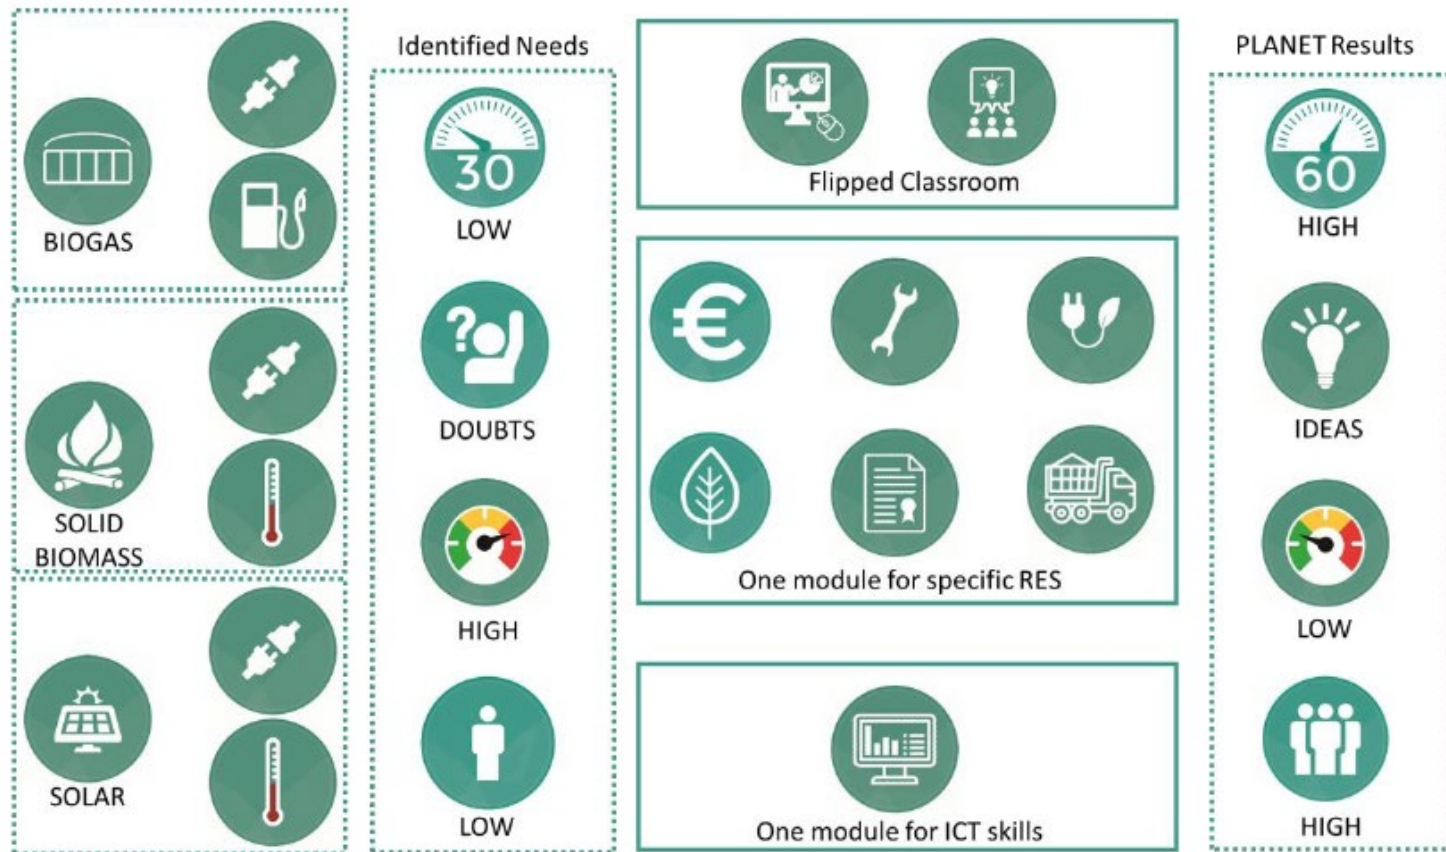 BIOGAS
SOLID
BIOMASS
SOLAR
Identified Needs
30
LOW
?
DOUBTS
HIGH
LOW
Flipped Classroom
€
One module for specific RES
One module for ICT skills
PLANET Results
60
HIGH
IDEAS
LOW
HIGH